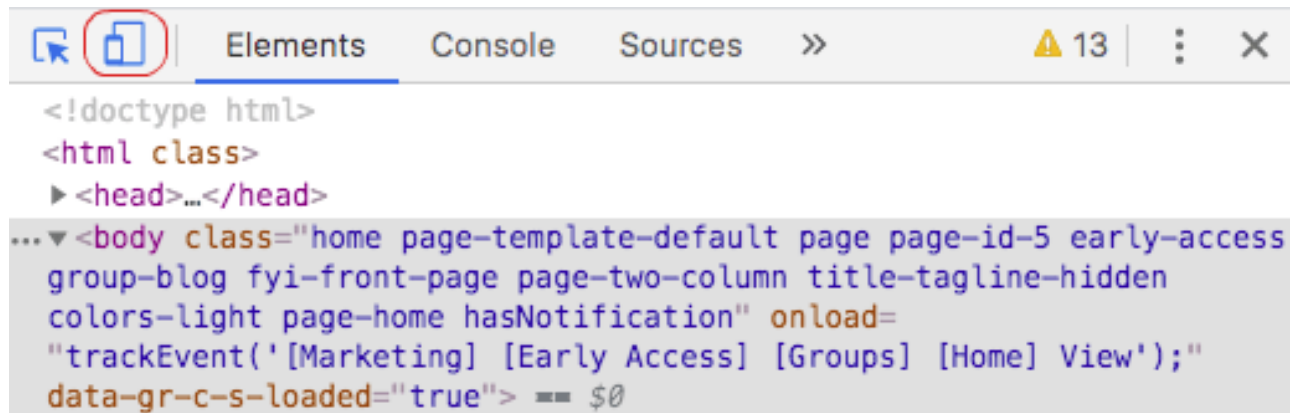 Elements Console Sources » 13
<!doctype html>
<html class>
▶<head>…</head>
…▼<body class="home page-template-default page page-id-5 early-access
group-blog fyi-front-page page-two-column title-tagline-hidden
colors-light page-home hasNotification" onload=
"trackEvent('[Marketing] [Early Access] [Groups] [Home] View');"
data-gr-c-s-loaded="true"> == $0